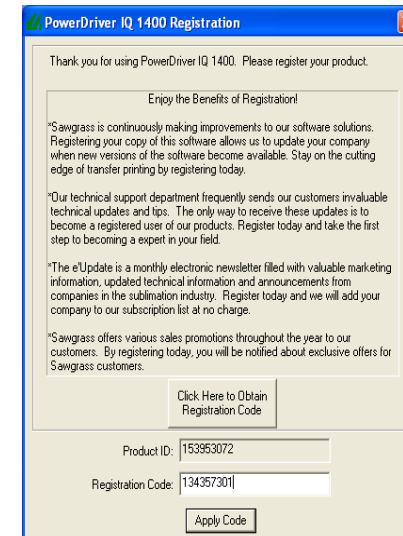 PowerDriver IQ 1400 Registration
Thank you for using PowerDriver IQ 1400. Please register your product.
Enjoy the Benefits of Registration!
*Sawgrass is continuously making improvements to our software solutions.
Registering your copy of this software allows us to update your company
when new versions of the software become available. Stay on the cutting
edge of transfer printing by registering today.
*Our technical support department frequently sends our customers invaluable
technical updates and tips. The only way to receive these updates is to
become a registered user of our products. Register today and take the first
step to becoming a expert in your field.
*The e'Update is a monthly electronic newsletter filled with valuable marketing
information, updated technical information and announcements from
companies in the sublimation industry. Register today and we will add your
company to our subscription list at no charge.
*Sawgrass offers various sales promotions throughout the year to our
customers. By registering today, you will be notified about exclusive offers for
Sawgrass customers.
Click Here to Obtain
Registration Code
Product ID: 153953072
Registration Code: 134357301
Apply Code